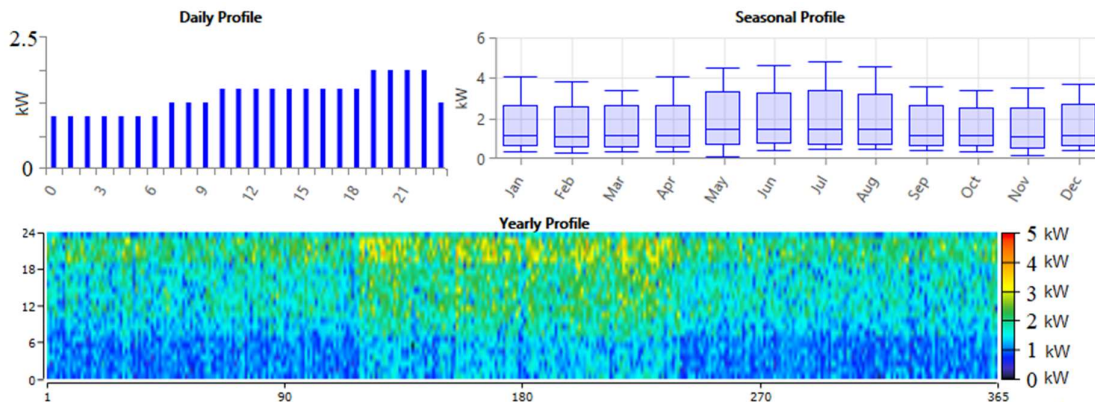 Daily Profile
2.5
kW
0
0
3
6
9
12
15
18
21
Seasonal Profile
6
4
kW
2
0
Jan
Feb
Mar
Apr
May
Jun
Jul
Aug
Sep
Oct
Nov
Dec
Yearly Profile
24
18
12
6
0
1
90
180
270
365
5 kW
4 kW
3 kW
2 kW
1 kW
0 kW